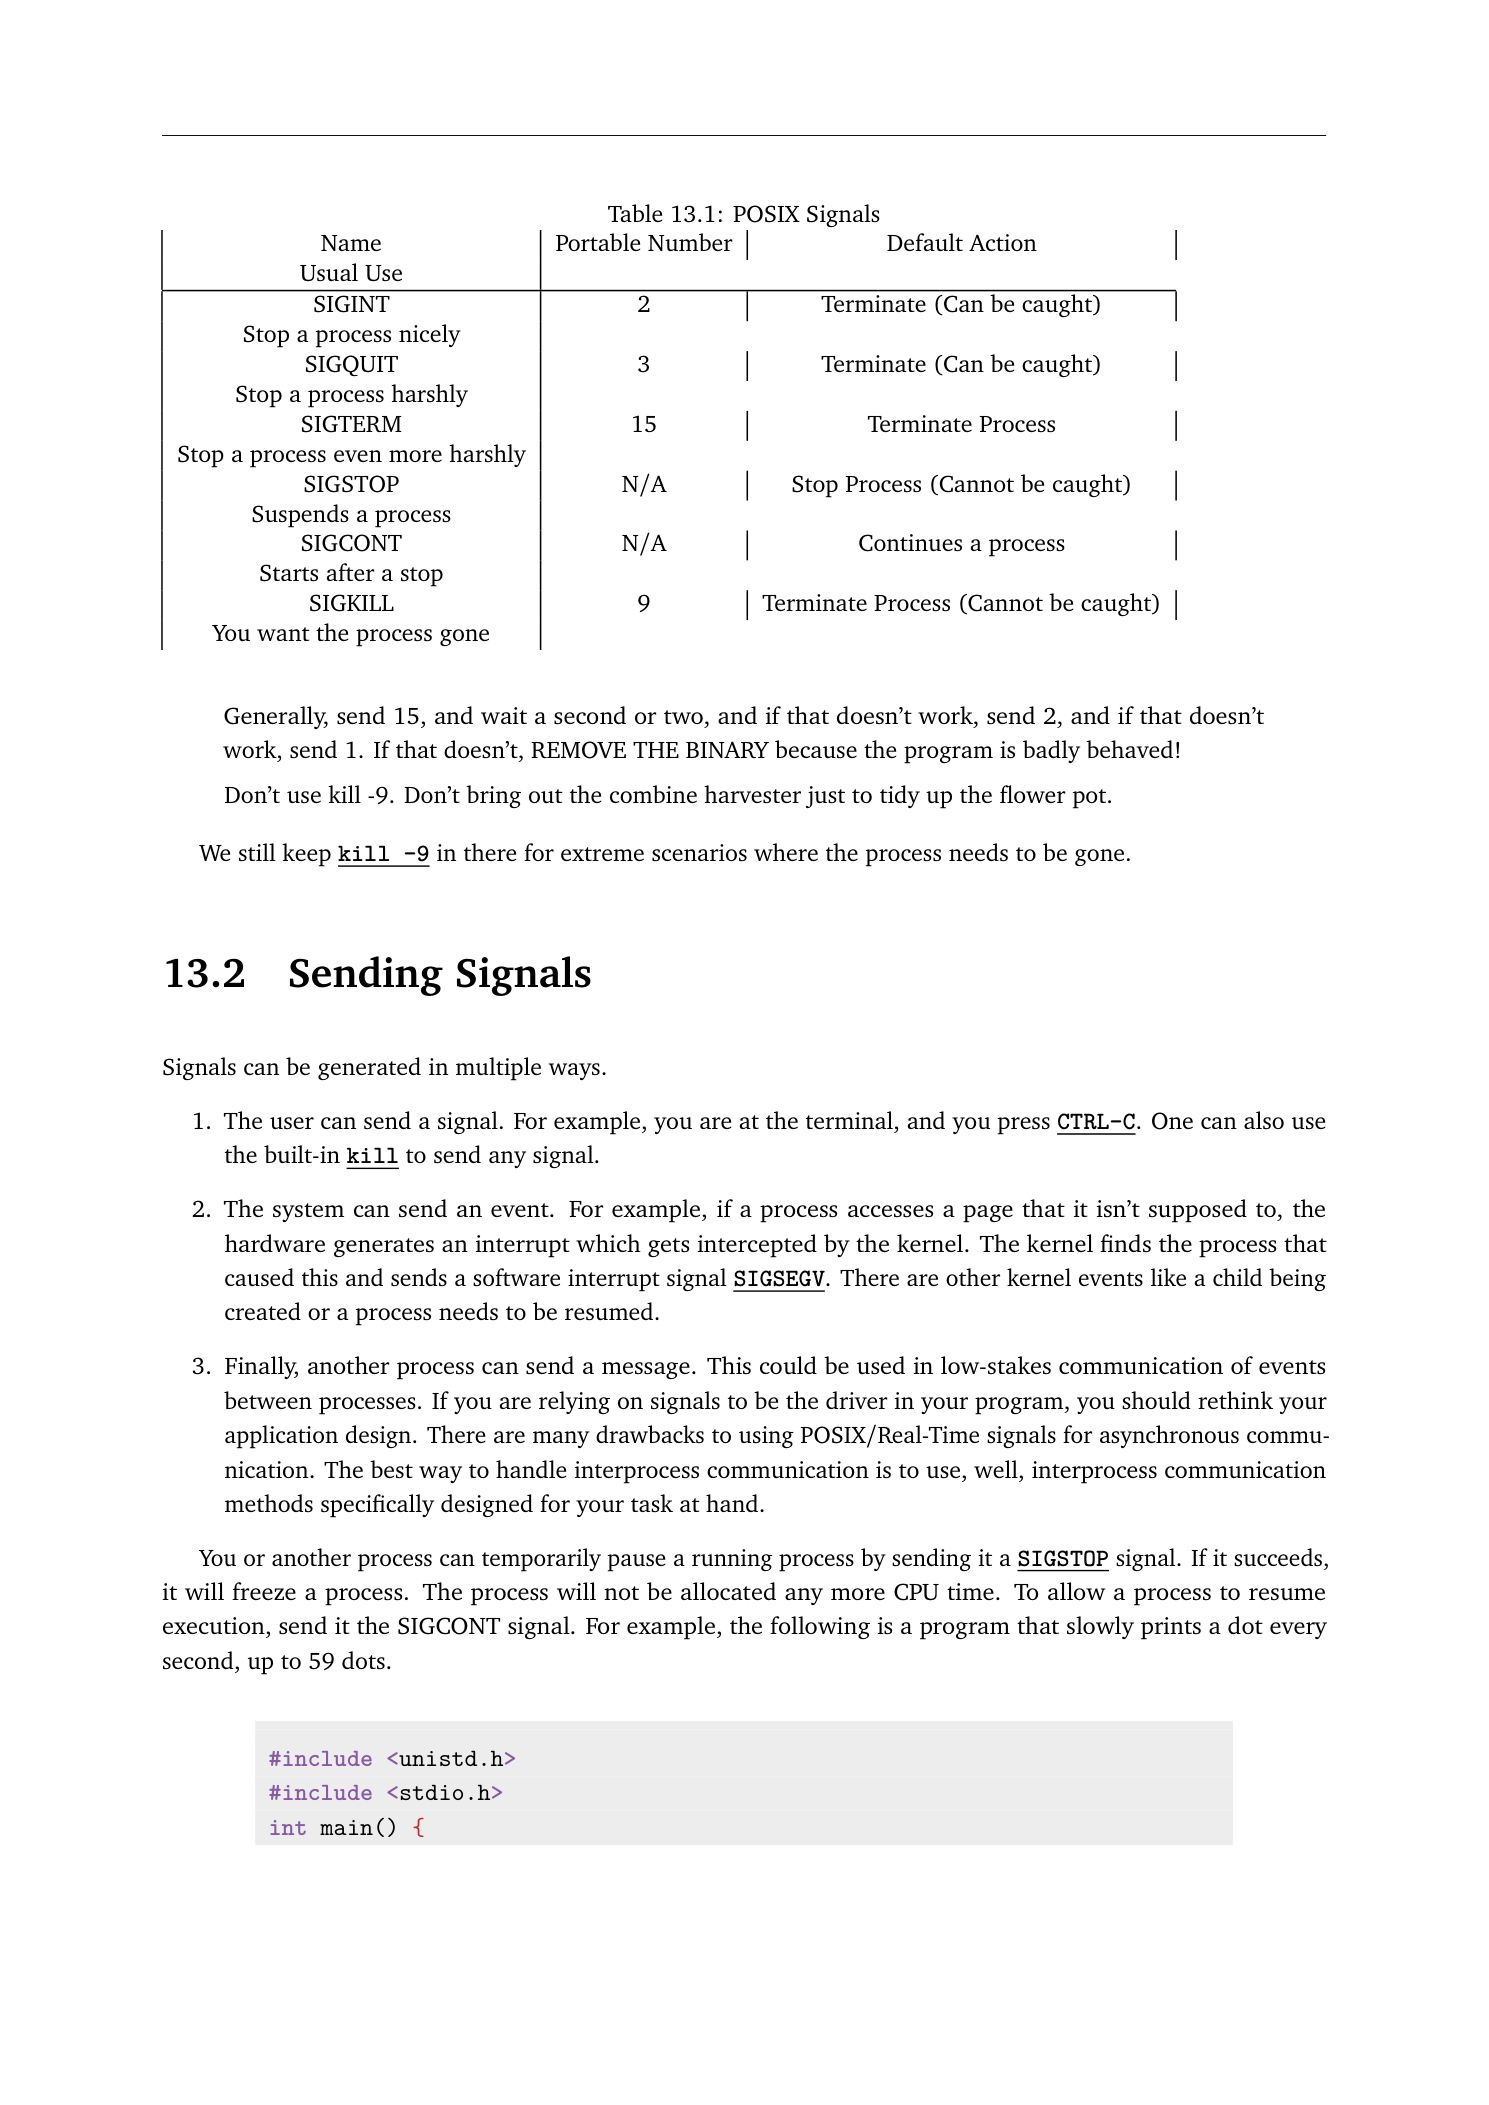 Table 13.1: POSIX Signals
Name Portable Number Default Action
Usual Use
SIGINT 2 Terminate (Can be caught)
Stop a process nicely
SIGQUIT 3 Terminate (Can be caught)
Stop a process harshly
SIGTERM 15 Terminate Process
Stop a process even more harshly
SIGSTOP N/A Stop Process (Cannot be caught)
Suspends a process
SIGCONT N/A Continues a process
Starts after a stop
SIGKILL 9 Terminate Process (Cannot be caught)
You want the process gone
Generally, send 15, and wait a second or two, and if that doesn’t work, send 2, and if that doesn’t
work, send 1. If that doesn’t, REMOVE THE BINARY because the program is badly behaved!
Don’t use kill -9. Don’t bring out the combine harvester just to tidy up the flower pot.
We still keep kill -9 in there for extreme scenarios where the process needs to be gone.
13.2 Sending Signals
Signals can be generated in multiple ways.
1. The user can send a signal. For example, you are at the terminal, and you press CTRL-C. One can also use
the built-in kill to send any signal.
2. The system can send an event. For example, if a process accesses a page that it isn’t supposed to, the
hardware generates an interrupt which gets intercepted by the kernel. The kernel finds the process that
caused this and sends a software interrupt signal SIGSEGV. There are other kernel events like a child being
created or a process needs to be resumed.
3. Finally, another process can send a message. This could be used in low-stakes communication of events
between processes. If you are relying on signals to be the driver in your program, you should rethink your
application design. There are many drawbacks to using POSIX/Real-Time signals for asynchronous commu-
nication. The best way to handle interprocess communication is to use, well, interprocess communication
methods specifically designed for your task at hand.
You or another process can temporarily pause a running process by sending it a SIGSTOP signal. If it succeeds,
it will freeze a process. The process will not be allocated any more CPU time. To allow a process to resume
execution, send it the SIGCONT signal. For example, the following is a program that slowly prints a dot every
second, up to 59 dots.
#include <unistd.h>
#include <stdio.h>
int main() {